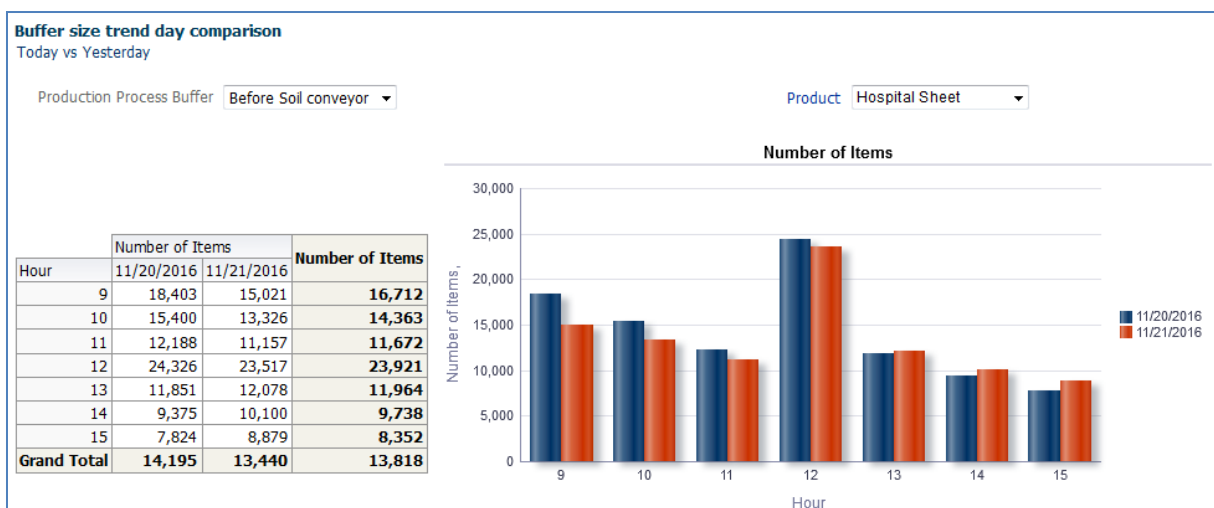 Buffer size trend day comparison
Today vs Yesterday
Production Process Buffer Before Soil conveyor
Product Hospital Sheet
Number of Items Number of Items
Hour 11/20/2016 11/21/2016
9 18,403 15,021 16,712
10 15,400 13,326 14,363
11 12,188 11,157 11,672
12 24,326 23,517 23,921
13 11,851 12,078 11,964
14 9,375 10,100 9,738
15 7,824 8,879 8,352
Grand Total 14,195 13,440 13,818
Number of Items
Number of Items,
30,000
25,000
20,000
15,000
10,000
5,000
0
9 10 11 12 13 14 15
Hour
11/20/2016
11/21/2016